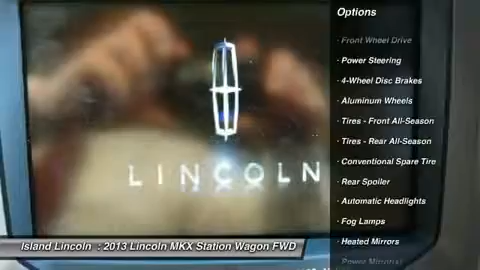 Options
· Front Wheel Drive
· Power Steering
· 4-Wheel Disc Brakes
· Aluminum Wheels
· Tires - Front All-Season
· Tires - Rear All-Season
· Conventional Spare Tire
· Rear Spoiler
· Automatic Headlights
· Fog Lamps
· Heated Mirrors
· Power Mirror(s)
LINCOLN
Island Lincoln : 2013 Lincoln MKX Station Wagon FWD